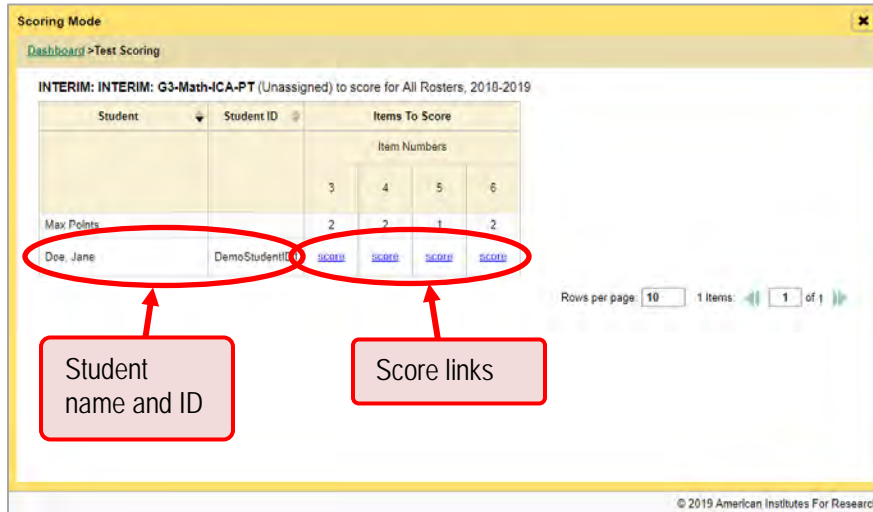 Scoring Mode
Dashboard >Test Scoring
INTERIM: INTERIM: G3-Math-ICA-PT (Unassigned) to score for All Rosters, 2018-2019
Student Student ID Items To Score
Item Numbers
3 4 5 6
Max Points 2 2 1 2
Doe, Jane DemoStudentID score score score score
Rows per page: 10 1 Items: 1 of 1
Student
name and ID
Score links
© 2019 American Institutes For Research